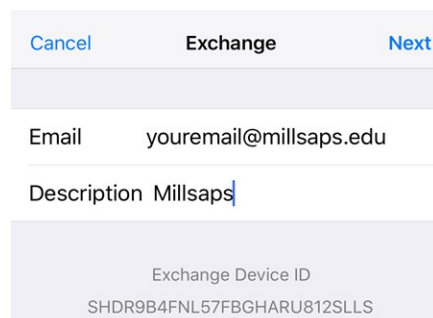 Cancel Exchange Next
Email youremail@millsaps.edu
Description Millsaps
Exchange Device ID
SHDR9B4FNL57FBGHARU812SLLS